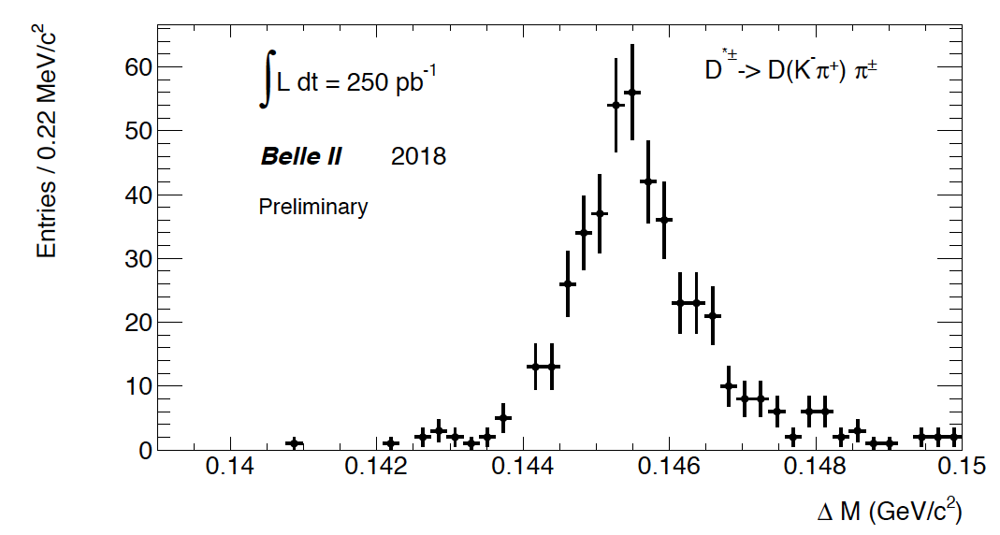 Entries / 0.22 MeV/c²
∫L dt = 250 pb⁻¹
D*±-> D(K⁻π⁺) π±
Belle II 2018
Preliminary
60
50
40
30
20
10
0
0.14 0.142 0.144 0.146 0.148 0.15
Δ M (GeV/c²)